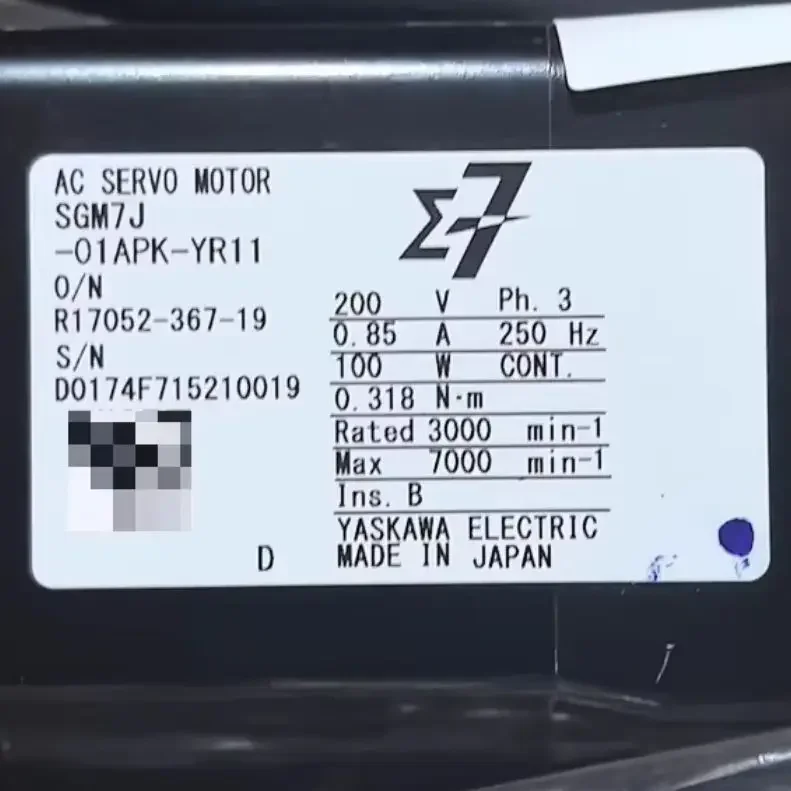 AC SERVO MOTOR
SGM7J
-01APK-YR11
O/N
R17052-367-19
S/N
D0174F715210019
D
Σ7
200 V Ph. 3
0.85 A 250 Hz
100 W CONT.
0.318 N·m
Rated 3000 min-1
Max 7000 min-1
Ins. B
YASKAWA ELECTRIC
MADE IN JAPAN